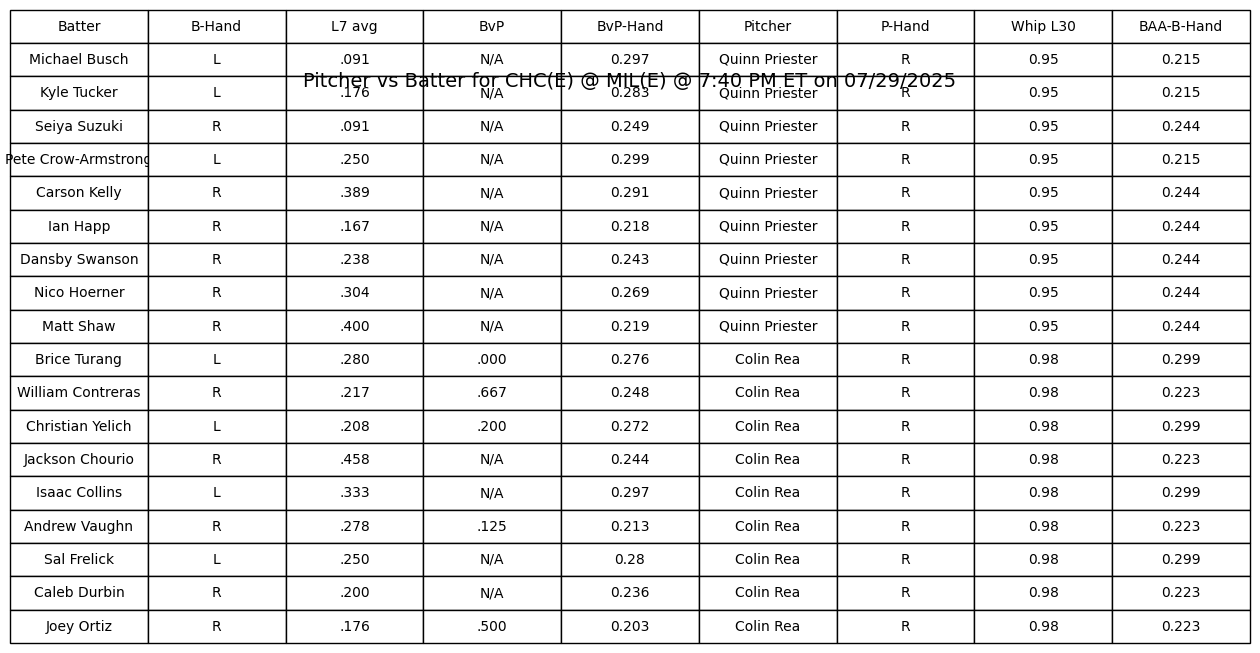 Batter B-Hand L7 avg BvP BvP-Hand Pitcher P-Hand Whip L30 BAA-B-Hand
Michael Busch L .091 N/A 0.297 Quinn Priester R 0.95 0.215
Pitcher vs Batter for CHC(E) @ MIL(E) @ 7:40 PM ET on 07/29/2025
Kyle Tucker L .176 N/A 0.283 Quinn Priester R 0.95 0.215
Seiya Suzuki R .091 N/A 0.249 Quinn Priester R 0.95 0.244
Pete Crow-Armstrong L .250 N/A 0.299 Quinn Priester R 0.95 0.215
Carson Kelly R .389 N/A 0.291 Quinn Priester R 0.95 0.244
Ian Happ R .167 N/A 0.218 Quinn Priester R 0.95 0.244
Dansby Swanson R .238 N/A 0.243 Quinn Priester R 0.95 0.244
Nico Hoerner R .304 N/A 0.269 Quinn Priester R 0.95 0.244
Matt Shaw R .400 N/A 0.219 Quinn Priester R 0.95 0.244
Brice Turang L .280 .000 0.276 Colin Rea R 0.98 0.299
William Contreras R .217 .667 0.248 Colin Rea R 0.98 0.223
Christian Yelich L .208 .200 0.272 Colin Rea R 0.98 0.299
Jackson Chourio R .458 N/A 0.244 Colin Rea R 0.98 0.223
Isaac Collins L .333 N/A 0.297 Colin Rea R 0.98 0.299
Andrew Vaughn R .278 .125 0.213 Colin Rea R 0.98 0.223
Sal Frelick L .250 N/A 0.28 Colin Rea R 0.98 0.299
Caleb Durbin R .200 N/A 0.236 Colin Rea R 0.98 0.223
Joey Ortiz R .176 .500 0.203 Colin Rea R 0.98 0.223